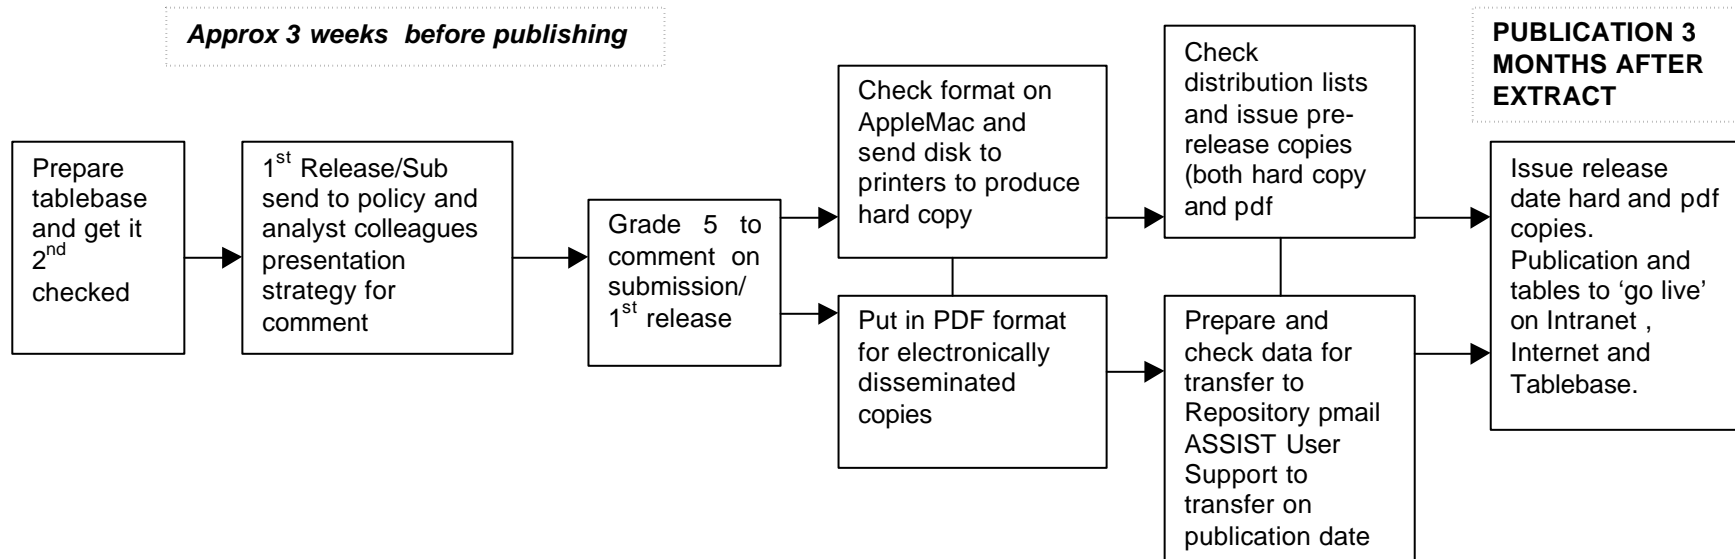 Approx 3 weeks before publishing
PUBLICATION 3
MONTHS AFTER
EXTRACT
Prepare
tablebase
and get it
2nd
checked
1st Release/Sub
send to policy and
analyst colleagues
presentation
strategy for
comment
Grade 5 to
comment on
submission/
1st release
Check format on
AppleMac and
send disk to
printers to produce
hard copy
Put in PDF format
for electronically
disseminated
copies
Check
distribution lists
and issue pre-
release copies
(both hard copy
and pdf
Prepare and
check data for
transfer to
Repository pmail
ASSIST User
Support to
transfer on
publication date
Issue release
date hard and pdf
copies.
Publication and
tables to ‘go live’
on Intranet ,
Internet and
Tablebase.